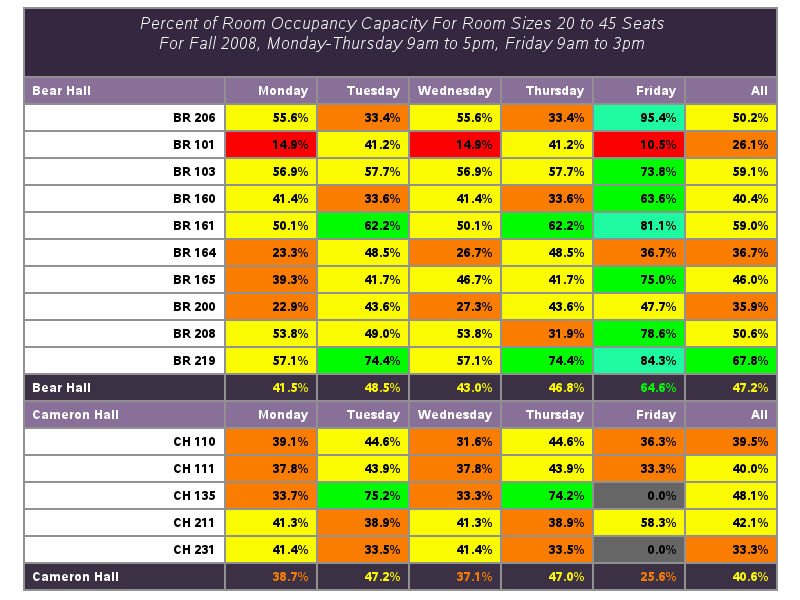 Percent of Room Occupancy Capacity For Room Sizes 20 to 45 Seats
For Fall 2008, Monday-Thursday 9am to 5pm, Friday 9am to 3pm
Bear Hall Monday Tuesday Wednesday Thursday Friday All
BR 206 55.6% 33.4% 55.6% 33.4% 95.4% 50.2%
BR 101 14.9% 41.2% 14.9% 41.2% 10.5% 26.1%
BR 103 56.9% 57.7% 56.9% 57.7% 73.8% 59.1%
BR 160 41.4% 33.6% 41.4% 33.6% 63.6% 40.4%
BR 161 50.1% 62.2% 50.1% 62.2% 81.1% 59.0%
BR 164 23.3% 48.5% 26.7% 48.5% 36.7% 36.7%
BR 165 39.3% 41.7% 46.7% 41.7% 75.0% 46.0%
BR 200 22.9% 43.6% 27.3% 43.6% 47.7% 35.9%
BR 208 53.8% 49.0% 53.8% 31.9% 78.6% 50.6%
BR 219 57.1% 74.4% 57.1% 74.4% 84.3% 67.8%
Bear Hall 41.5% 48.5% 43.0% 46.8% 64.6% 47.2%
Cameron Hall Monday Tuesday Wednesday Thursday Friday All
CH 110 39.1% 44.6% 31.6% 44.6% 36.3% 39.5%
CH 111 37.8% 43.9% 37.8% 43.9% 33.3% 40.0%
CH 135 33.7% 75.2% 33.3% 74.2% 0.0% 48.1%
CH 211 41.3% 38.9% 41.3% 38.9% 58.3% 42.1%
CH 231 41.4% 33.5% 41.4% 33.5% 0.0% 33.3%
Cameron Hall 38.7% 47.2% 37.1% 47.0% 25.6% 40.6%